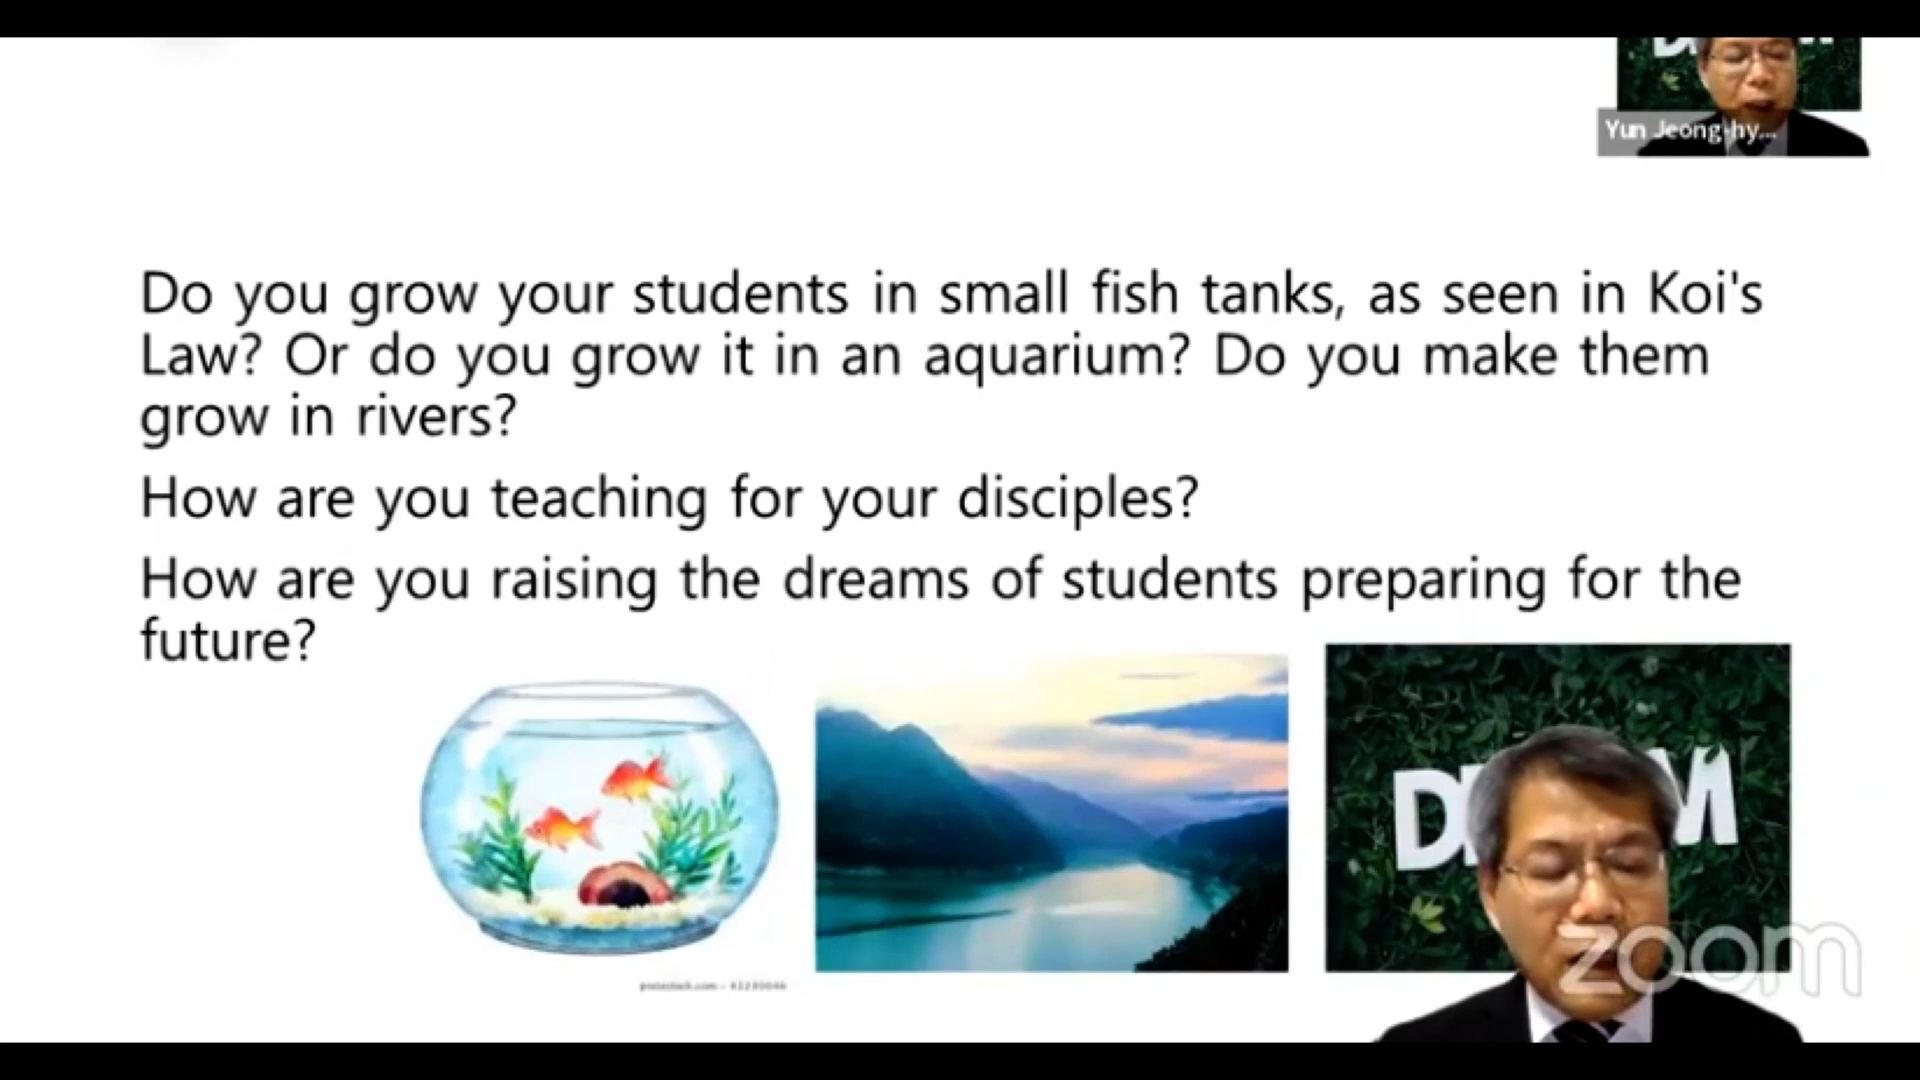 Yun Jeong-hy...
Do you grow your students in small fish tanks, as seen in Koi's
Law? Or do you grow it in an aquarium? Do you make them
grow in rivers?
How are you teaching for your disciples?
How are you raising the dreams of students preparing for the
future?
zoom